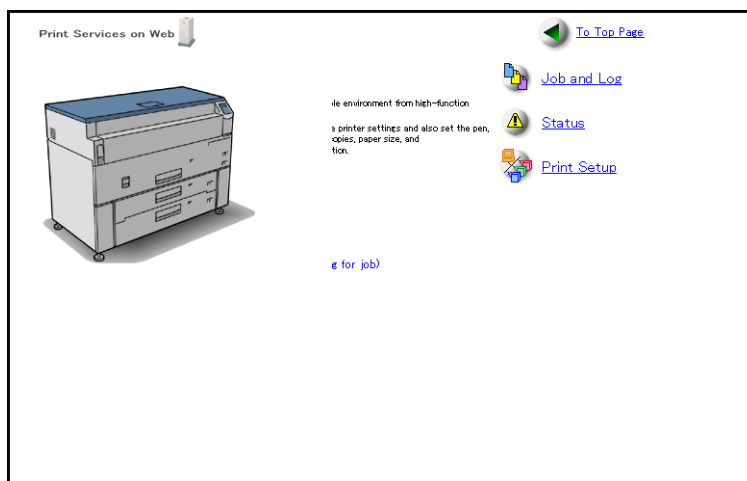 Print Services on Web
To Top Page
Job and Log
environment from high-function
printer settings and also set the pen,
Status
paper size, and
Print Setup
for job)